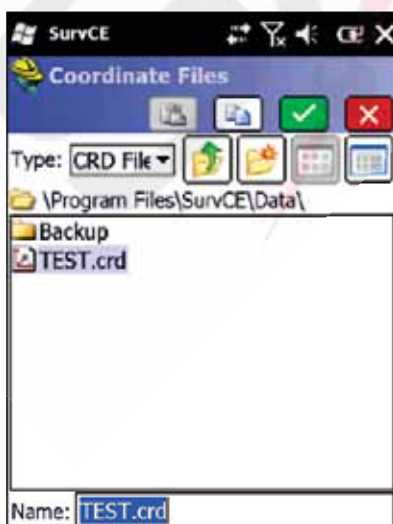 SurvCE
Coordinate Files
Type: CRD File
\Program Files\SurvCE\Data\
Backup
TEST.crd
Name: TEST.crd